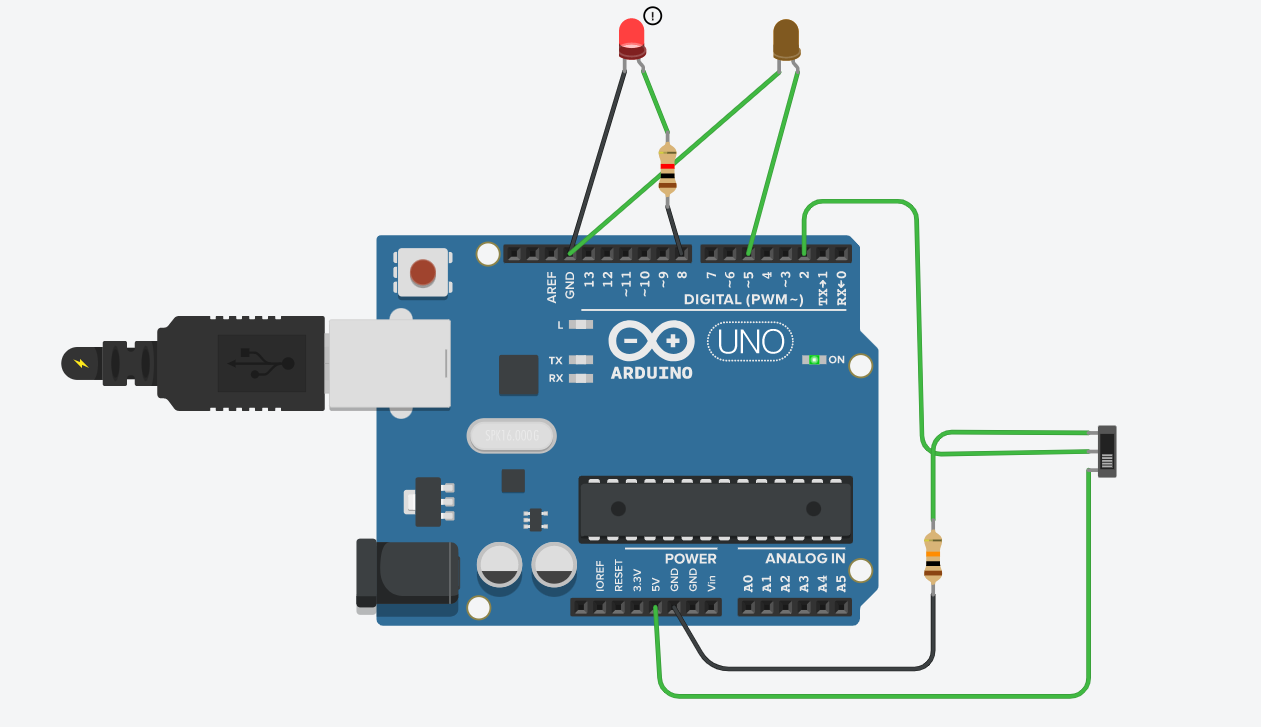 !
AREF
GND
13
12
~11
~10
~9
8
7
~6
~5
4
~3
2
TX→1
RX←0
DIGITAL (PWM~)
L
TX
RX
UNO
ON
ARDUINO
POWER
ANALOG IN
IOREF
RESET
3.3V
5V
GND
GND
Vin
A0
A1
A2
A3
A4
A5